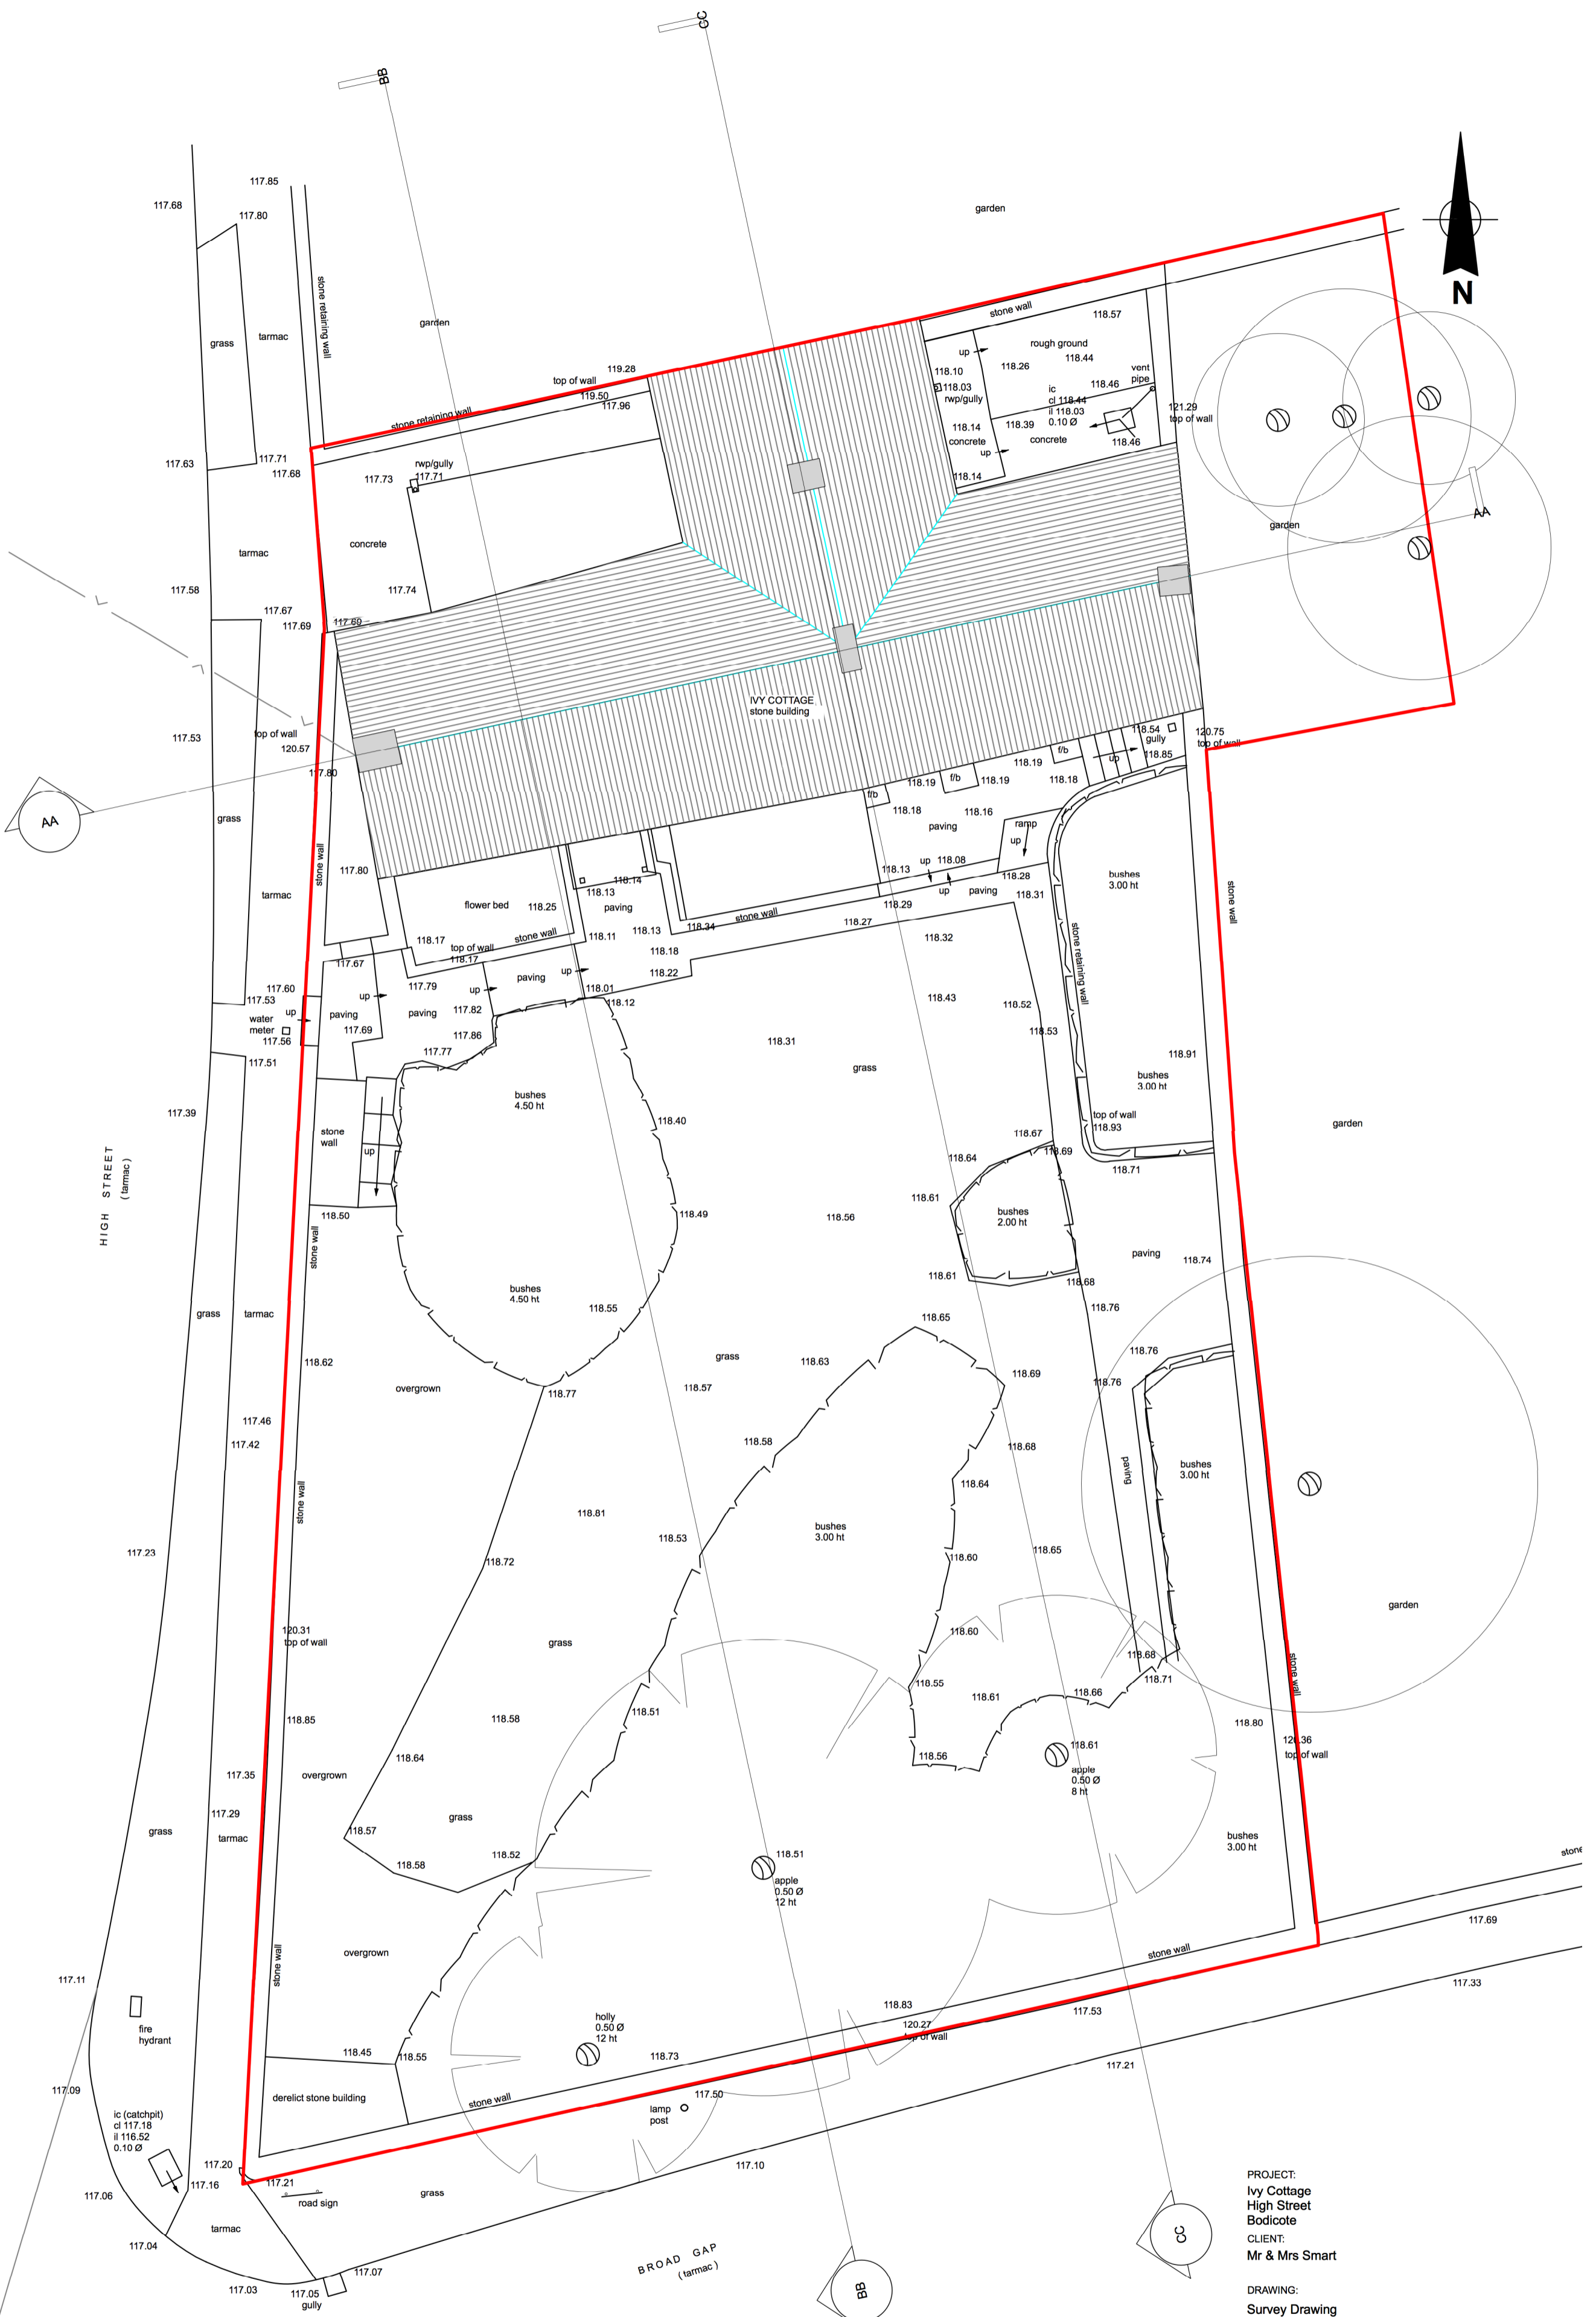 CC
BB
117.85
117.68
117.80
garden
N
stone retaining wall
garden
grass
tarmac
stone wall
118.57
up
rough ground
118.44
118.26
118.10
vent
pipe
118.46
118.03
rwp/gully
ic
cl 118.44
il 118.03
0.10 Ø
119.28
top of wall
119.50
117.96
stone retaining wall
121.29
top of wall
118.14
concrete
118.39
concrete
118.46
up
118.14
117.63
117.71
117.68
rwp/gully
117.73
117.71
AA
garden
tarmac
concrete
117.58
117.74
117.67
117.69
117.60
IVY COTTAGE
stone building
117.53
top of wall
120.57
117.80
118.54
gully
118.85
120.75
top of wall
f/b
up
118.19
118.18
f/b
118.19
118.19
f/b
118.18
118.16
AA
grass
stone wall
paving
ramp
up
117.80
118.13
up
118.08
118.28
up
paving
118.31
bushes
3.00 ht
stone wall
tarmac
118.14
118.13
paving
flower bed
118.25
118.29
stone wall
118.34
118.27
118.32
118.17
top of wall
118.17
stone wall
118.11
118.13
118.18
118.22
stone retaining wall
117.67
up
117.79
paving
up
paving
up
118.01
118.12
117.60
117.53
up
water
meter
117.56
paving
117.69
117.82
117.86
117.77
117.51
118.43
118.52
118.53
118.31
grass
118.91
bushes
3.00 ht
bushes
4.50 ht
117.39
118.40
top of wall
118.93
garden
stone
wall
up
118.67
118.69
118.64
118.71
HIGH STREET
( tarmac )
118.50
118.49
118.56
118.61
bushes
2.00 ht
stone wall
paving
118.74
118.61
118.68
bushes
4.50 ht
118.55
118.76
grass
tarmac
118.65
118.62
grass
118.63
118.76
118.69
118.76
overgrown
118.77
118.57
117.46
117.42
118.58
118.68
118.64
paving
bushes
3.00 ht
stone wall
118.81
118.53
bushes
3.00 ht
117.23
118.72
118.60
118.65
garden
120.31
top of wall
grass
118.60
118.68
118.71
stone wall
118.55
118.61
118.66
118.85
118.58
118.51
118.80
120.36
top of wall
118.64
118.56
118.61
apple
0.50 Ø
8 ht
117.35
overgrown
117.29
grass
tarmac
118.57
grass
118.52
118.58
118.51
apple
0.50 Ø
12 ht
bushes
3.00 ht
stone
117.69
overgrown
stone wall
stone wall
117.11
117.33
fire
hydrant
holly
0.50 Ø
12 ht
118.83
117.53
120.27
top of wall
118.45
118.55
118.73
117.21
117.09
derelict stone building
stone wall
117.50
lamp
post
ic (catchpit)
cl 117.18
il 116.52
0.10 Ø
117.20
117.16
117.21
road sign
117.10
grass
117.06
tarmac
117.04
BROAD GAP
( tarmac )
117.07
117.03
117.05
gully
BB
CC
PROJECT:
Ivy Cottage
High Street
Bodicote
CLIENT:
Mr & Mrs Smart
DRAWING:
Survey Drawing